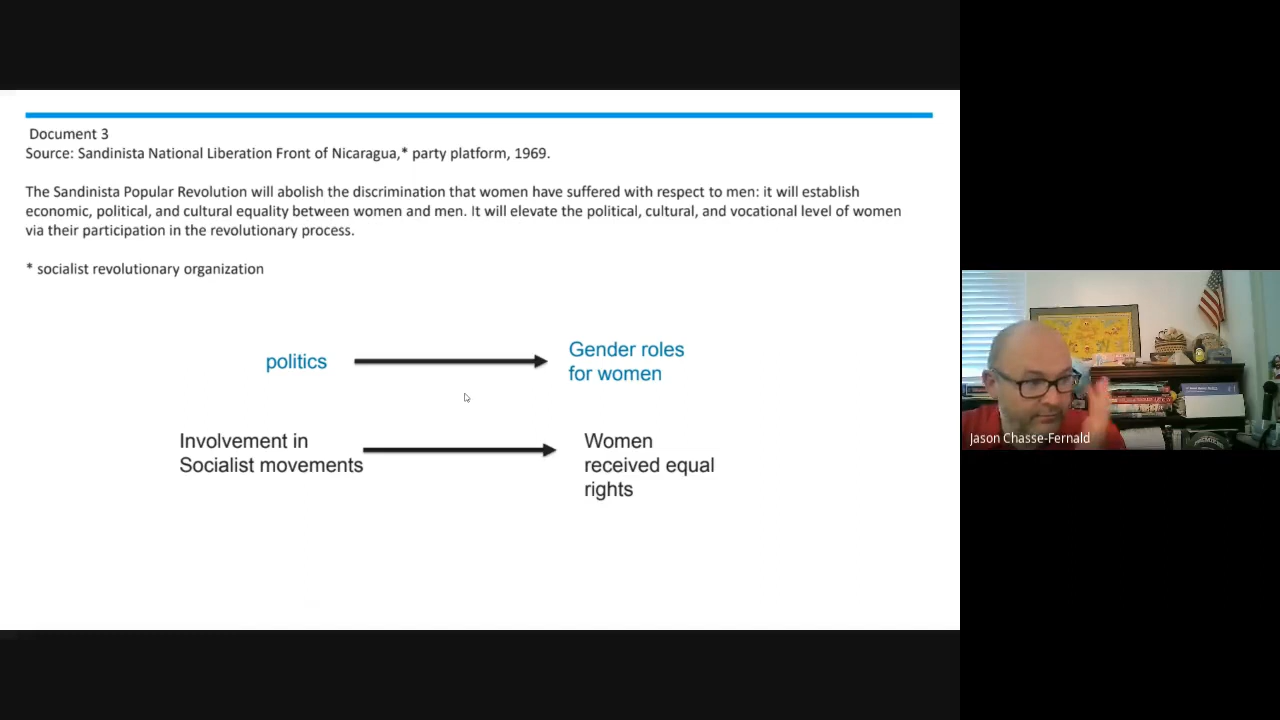 Document 3
Source: Sandinista National Liberation Front of Nicaragua,* party platform, 1969.
The Sandinista Popular Revolution will abolish the discrimination that women have suffered with respect to men: it will establish
economic, political, and cultural equality between women and men. It will elevate the political, cultural, and vocational level of women
via their participation in the revolutionary process.
* socialist revolutionary organization
politics
Gender roles
for women
Involvement in
Socialist movements
Women
received equal
rights
Jason Chasse-Fernald